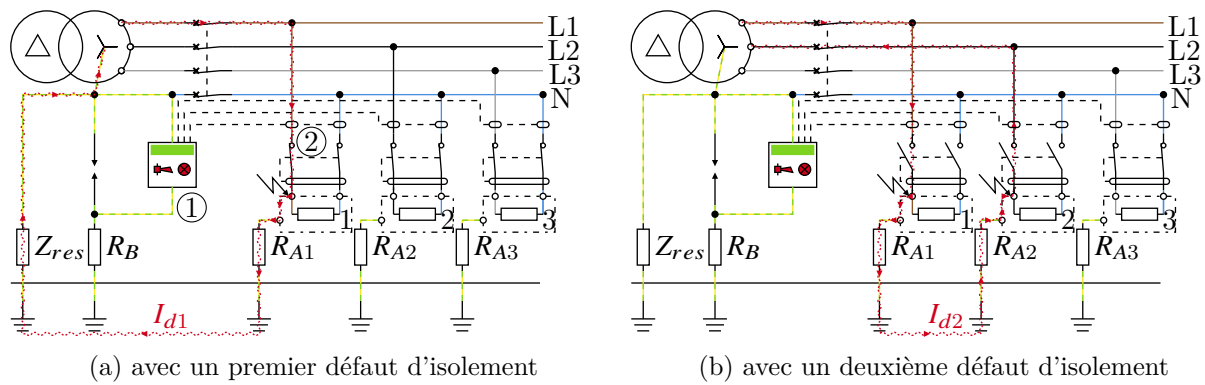 L1
L2
L3
N
②
①
1
2
3
Z_res R_B R_A1 R_A2 R_A3
I_d1
(a) avec un premier défaut d'isolement
L1
L2
L3
N
1
2
3
Z_res R_B R_A1 R_A2 R_A3
I_d2
(b) avec un deuxième défaut d'isolement